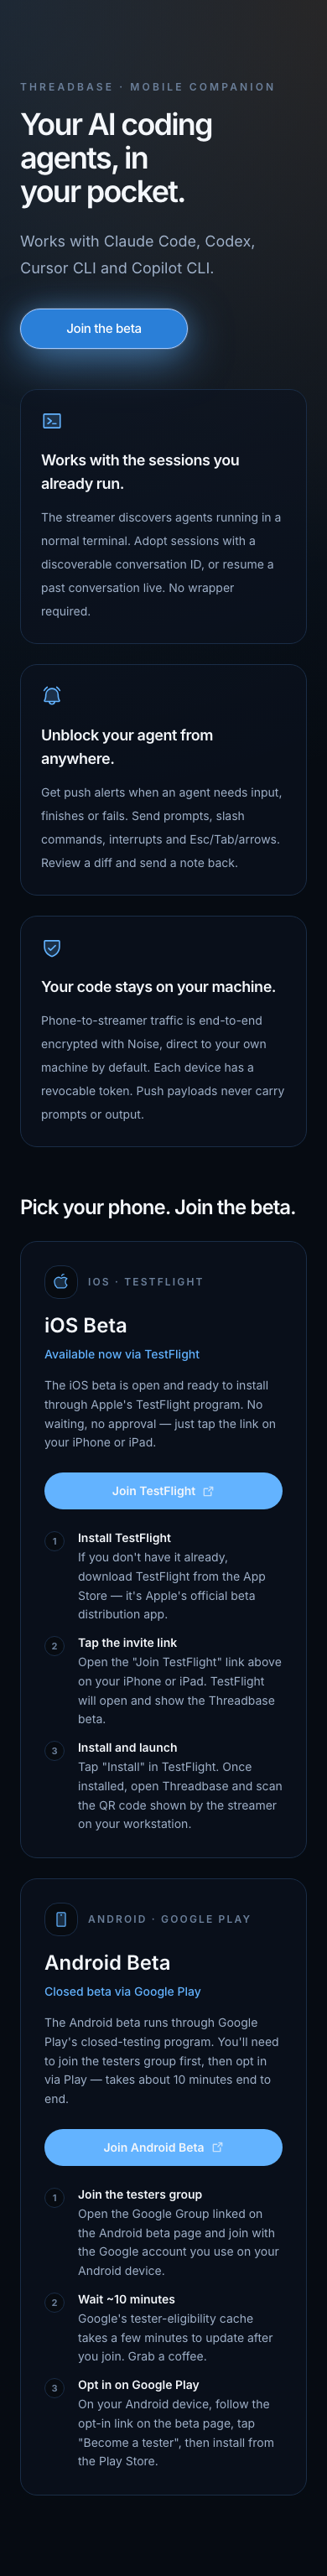 THREADBASE · MOBILE COMPANION
Your AI coding
agents, in
your pocket.
Works with Claude Code, Codex,
Cursor CLI and Copilot CLI.
Join the beta
Works with the sessions you
already run.
The streamer discovers agents running in a
normal terminal. Adopt sessions with a
discoverable conversation ID, or resume a
past conversation live. No wrapper
required.
Unblock your agent from
anywhere.
Get push alerts when an agent needs input,
finishes or fails. Send prompts, slash
commands, interrupts and Esc/Tab/arrows.
Review a diff and send a note back.
Your code stays on your machine.
Phone-to-streamer traffic is end-to-end
encrypted with Noise, direct to your own
machine by default. Each device has a
revocable token. Push payloads never carry
prompts or output.
Pick your phone. Join the beta.
IOS · TESTFLIGHT
iOS Beta
Available now via TestFlight
The iOS beta is open and ready to install
through Apple's TestFlight program. No
waiting, no approval — just tap the link on
your iPhone or iPad.
Join TestFlight
1
Install TestFlight
If you don't have it already,
download TestFlight from the App
Store — it's Apple's official beta
distribution app.
2
Tap the invite link
Open the "Join TestFlight" link above
on your iPhone or iPad. TestFlight
will open and show the Threadbase
beta.
3
Install and launch
Tap "Install" in TestFlight. Once
installed, open Threadbase and scan
the QR code shown by the streamer
on your workstation.
ANDROID · GOOGLE PLAY
Android Beta
Closed beta via Google Play
The Android beta runs through Google
Play's closed-testing program. You'll need
to join the testers group first, then opt in
via Play — takes about 10 minutes end to
end.
Join Android Beta
1
Join the testers group
Open the Google Group linked on
the Android beta page and join with
the Google account you use on your
Android device.
2
Wait ~10 minutes
Google's tester-eligibility cache
takes a few minutes to update after
you join. Grab a coffee.
3
Opt in on Google Play
On your Android device, follow the
opt-in link on the beta page, tap
"Become a tester", then install from
the Play Store.